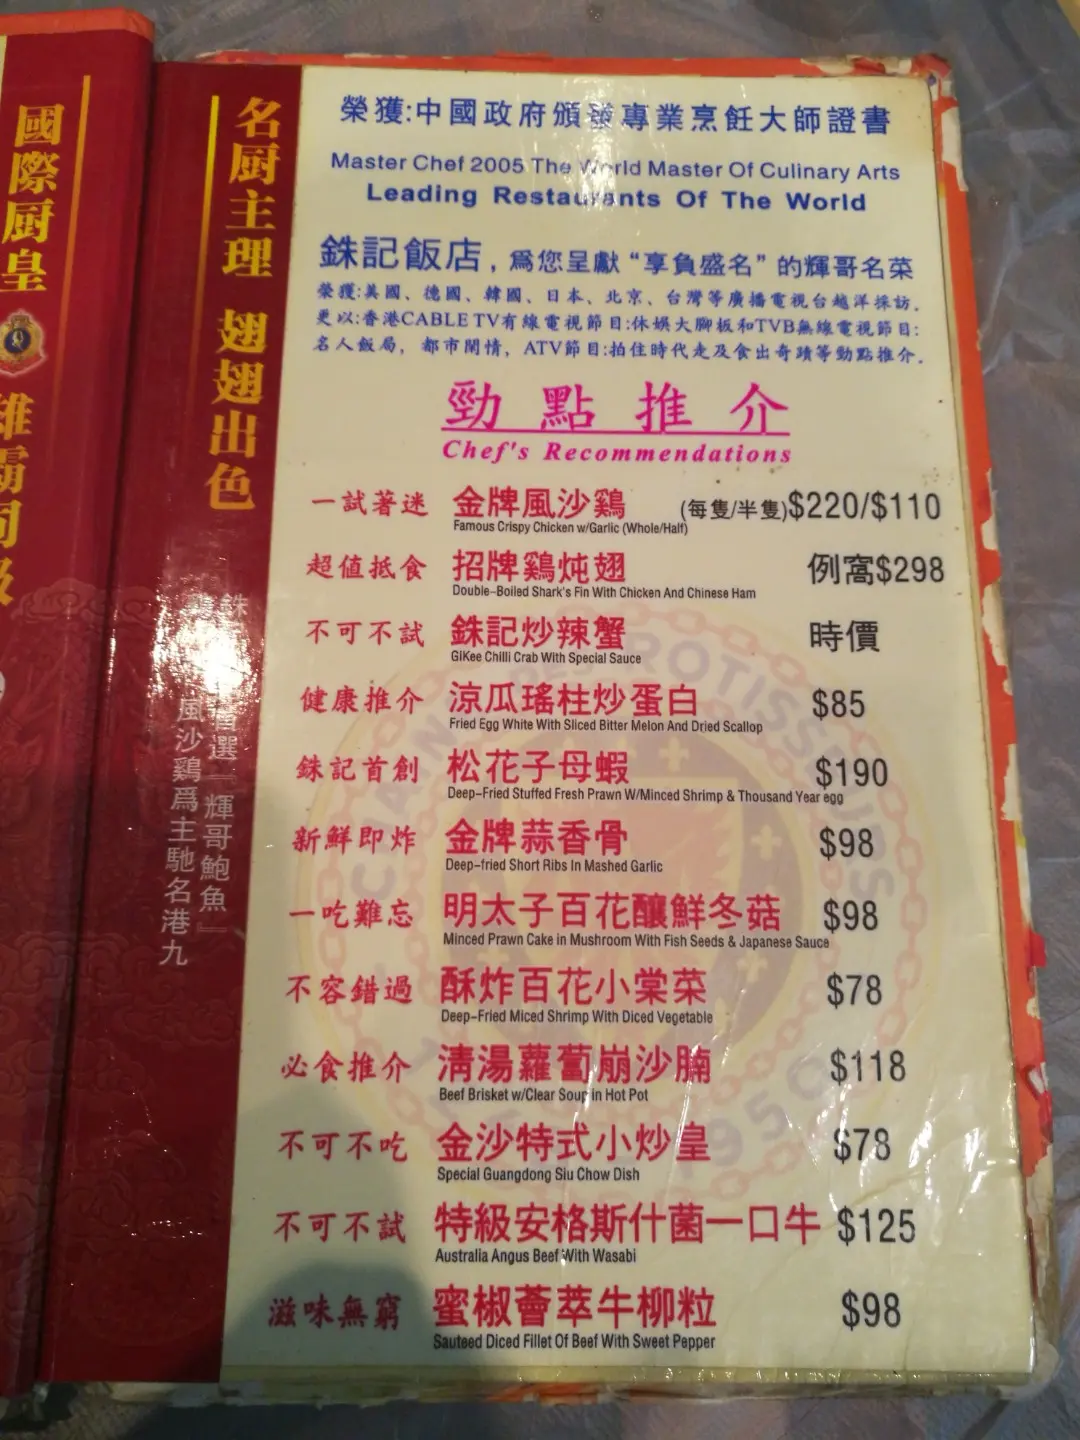 國際厨皇
名厨主理 翅翅出色
風沙鷄爲主馳名港九
榮獲:中國政府頒發專業烹飪大師證書
Master Chef 2005 The World Master Of Culinary Arts
Leading Restaurants Of The World
銖記飯店，爲您呈獻“享負盛名”的輝哥名菜
榮獲:美國、德國、韓國、日本、北京、台灣等廣播電視台越洋採訪．
更以:香港CABLE TV有線電視節目:休娛大腳板和TVB無線電視節目:
名人飯局，都市閑情，ATV節目:拍住時代走及食出奇蹟等勁點推介．
勁點推介
Chef's Recommendations
一試著迷 金牌風沙鷄 (每隻/半隻)$220/$110
Famous Crispy Chicken w/Garlic (Whole/Half)
超值抵食 招牌鷄炖翅 例窩$298
Double-Boiled Shark's Fin With Chicken And Chinese Ham
不可不試 銖記炒辣蟹 時價
GiKee Chilli Crab With Special Sauce
健康推介 涼瓜瑤柱炒蛋白 $85
Fried Egg White With Sliced Bitter Melon And Dried Scallop
銖記首創 松花子母蝦 $190
Deep-Fried Stuffed Fresh Prawn W/Minced Shrimp & Thousand Year egg
新鮮即炸 金牌蒜香骨 $98
Deep-fried Short Ribs In Mashed Garlic
一吃難忘 明太子百花釀鮮冬菇 $98
Minced Prawn Cake in Mushroom With Fish Seeds & Japanese Sauce
不容錯過 酥炸百花小棠菜 $78
Deep-Fried Miced Shrimp With Diced Vegetable
必食推介 清湯蘿蔔崩沙腩 $118
Beef Brisket w/Clear Soup in Hot Pot
不可不吃 金沙特式小炒皇 $78
Special Guangdong Siu Chow Dish
不可不試 特級安格斯什菌一口牛 $125
Australia Angus Beef With Wasabi
滋味無窮 蜜椒薈萃牛柳粒 $98
Sauteed Diced Fillet Of Beef With Sweet Pepper